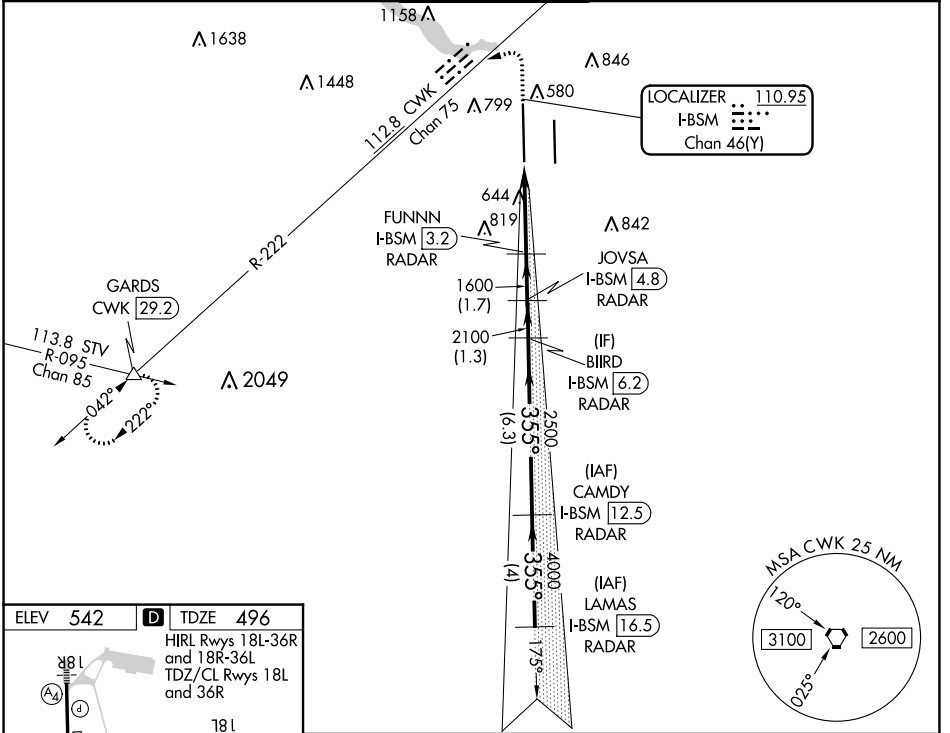 1158
1638
1448
846
112.8 CWK
Chan 75
799
580
LOCALIZER 110.95
I-BSM
Chan 46(Y)
644
819
842
FUNNN
I-BSM 3.2
RADAR
JOVSA
I-BSM 4.8
RADAR
R-222
1600
(1.7)
GARDS
CWK 29.2
2100
(1.3)
(IF)
BIIRD
I-BSM 6.2
RADAR
113.8 STV
R-095
Chan 85
2049
042°
222°
355°
2500
(6.3)
(IAF)
CAMDY
I-BSM 12.5
RADAR
355°
4000
(4)
(IAF)
LAMAS
I-BSM 16.5
RADAR
175°
MSA CWK 25 NM
120°
3100
2600
025°
ELEV 542 D TDZE 496
HIRL Rwys 18L-36R
and 18R-36L
TDZ/CL Rwys 18L
and 36R
18R
A4
P
18L